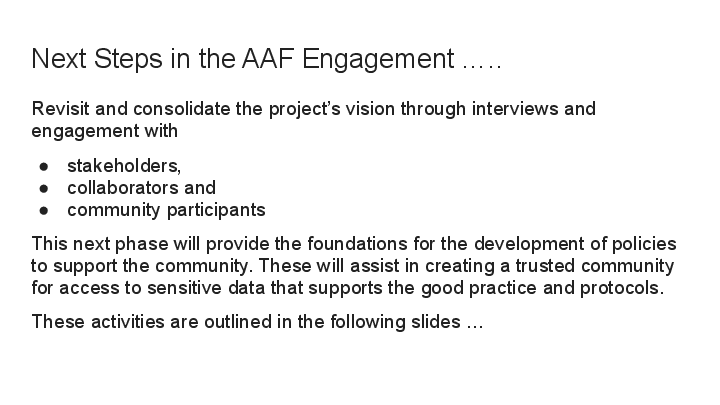 Next Steps in the AAF Engagement …..
Revisit and consolidate the project’s vision through interviews and
engagement with
● stakeholders,
● collaborators and
● community participants
This next phase will provide the foundations for the development of policies
to support the community. These will assist in creating a trusted community
for access to sensitive data that supports the good practice and protocols.
These activities are outlined in the following slides …